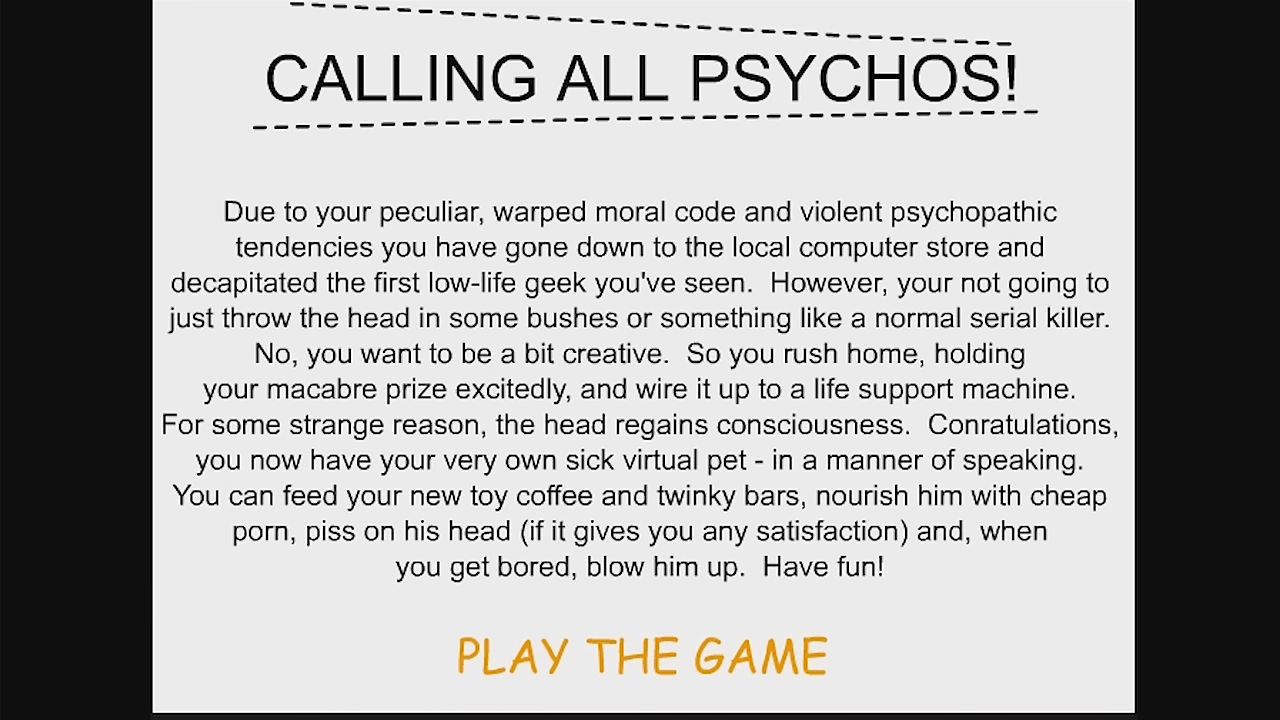 CALLING ALL PSYCHOS!
Due to your peculiar, warped moral code and violent psychopathic
tendencies you have gone down to the local computer store and
decapitated the first low-life geek you've seen.  However, your not going to
just throw the head in some bushes or something like a normal serial killer.
No, you want to be a bit creative.  So you rush home, holding
your macabre prize excitedly, and wire it up to a life support machine.
For some strange reason, the head regains consciousness.  Conratulations,
you now have your very own sick virtual pet - in a manner of speaking.
You can feed your new toy coffee and twinky bars, nourish him with cheap
porn, piss on his head (if it gives you any satisfaction) and, when
you get bored, blow him up.  Have fun!
PLAY THE GAME